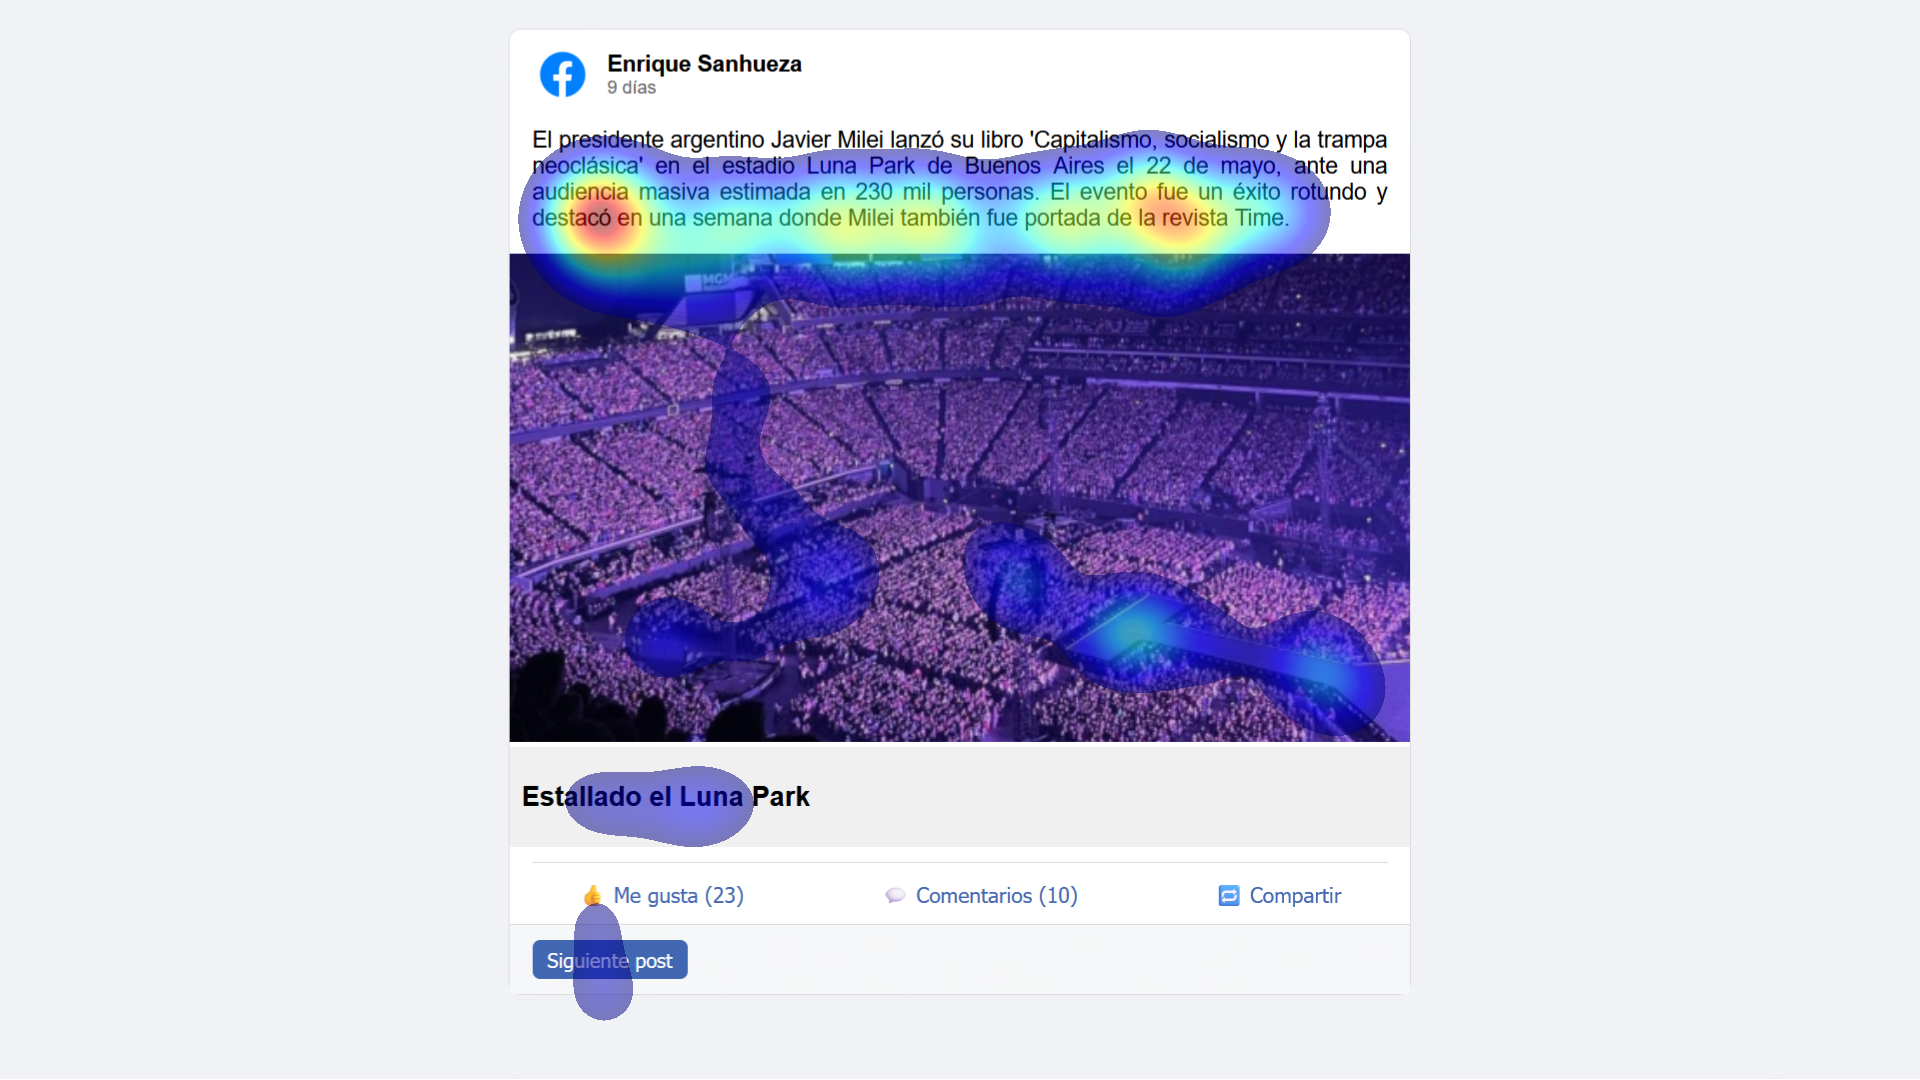 Enrique Sanhueza
9 días
El presidente argentino Javier Milei lanzó su libro 'Capitalismo, socialismo y la trampa
neoclásica' en el estadio Luna Park de Buenos Aires el 22 de mayo, ante una
audiencia masiva estimada en 230 mil personas. El evento fue un éxito rotundo y
destacó en una semana donde Milei también fue portada de la revista Time.
MGM
Estallado el Luna Park
Me gusta (23)
Comentarios (10)
Compartir
Siguiente post